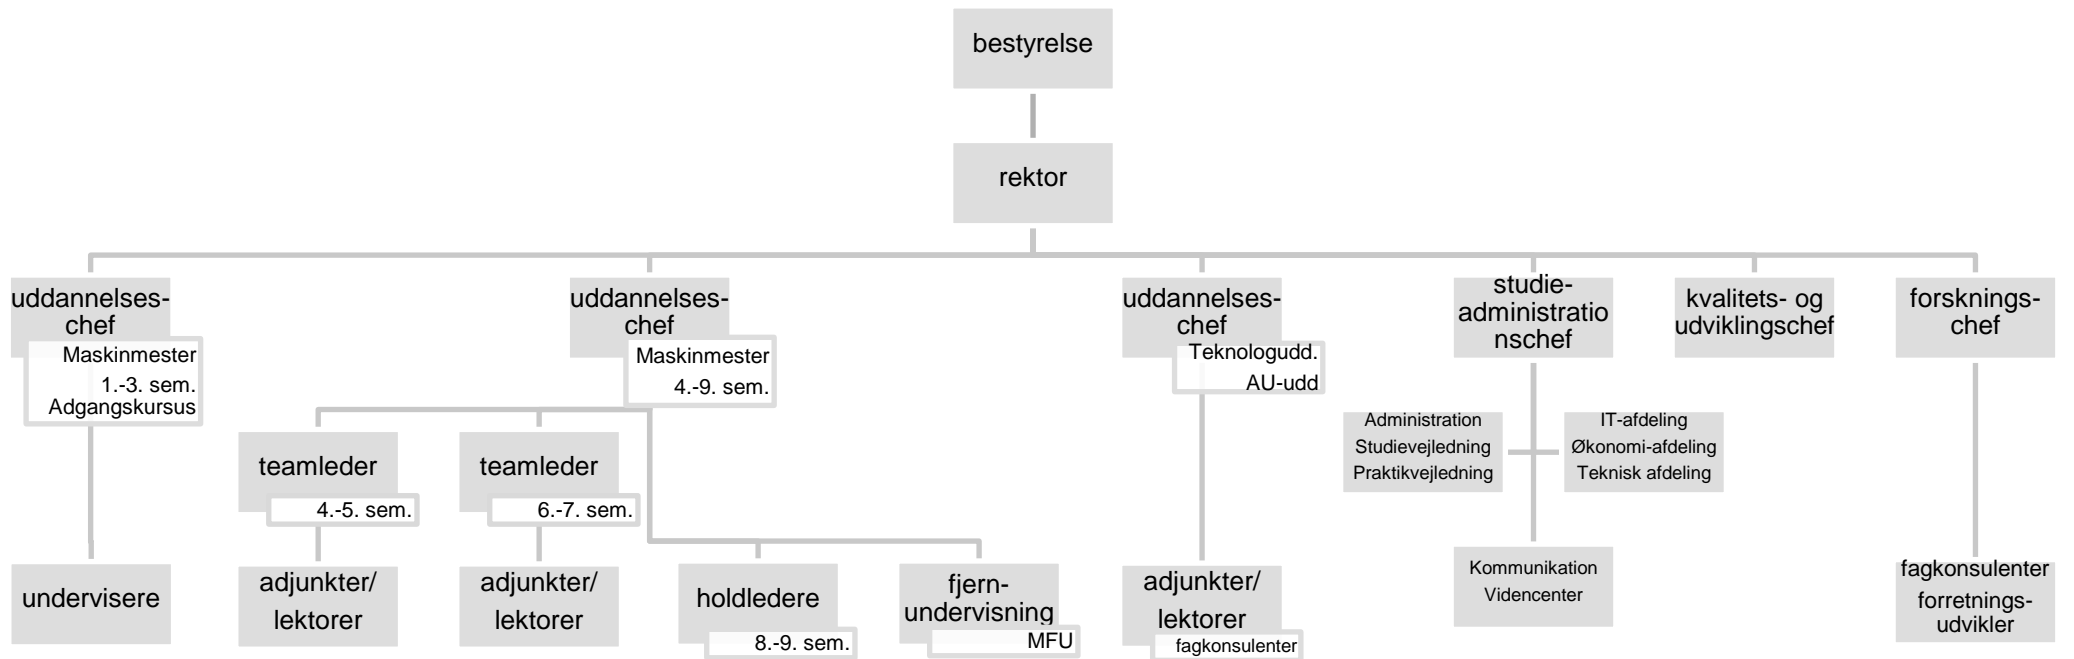 bestyrelse
rektor
uddannelses-
chef
Maskinmester
1.-3. sem.
Adgangskursus
uddannelses-
chef
Maskinmester
4.-9. sem.
uddannelses-
chef
Teknologudd.
AU-udd
studie-
administratio
nschef
kvalitets- og
udviklingschef
forsknings-
chef
teamleder
4.-5. sem.
teamleder
6.-7. sem.
Administration
Studievejledning
Praktikvejledning
IT-afdeling
Økonomi-afdeling
Teknisk afdeling
undervisere
adjunkter/
lektorer
adjunkter/
lektorer
holdledere
8.-9. sem.
fjern-
undervisning
MFU
adjunkter/
lektorer
fagkonsulenter
Kommunikation
Videncenter
fagkonsulenter
forretnings-
udvikler